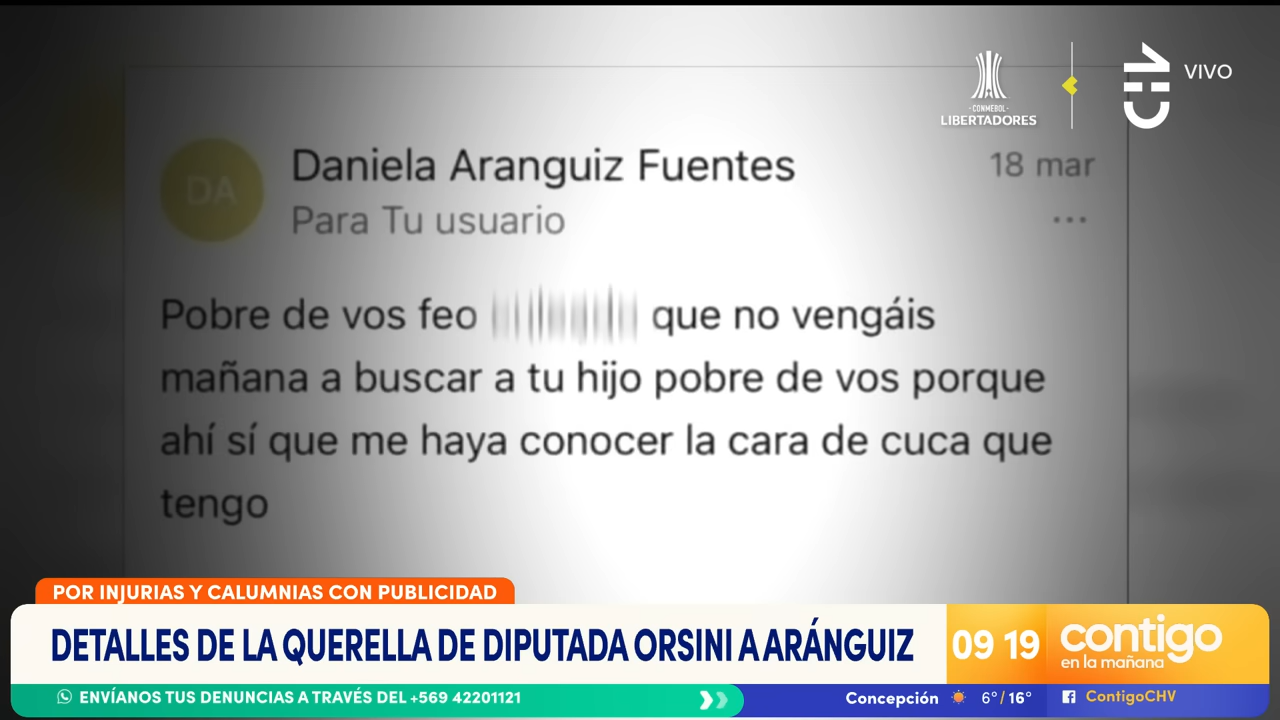 CONMEBOL
LIBERTADORES
CHV
VIVO
DA
Daniela Aranguiz Fuentes
18 mar
Para Tu usuario
...
Pobre de vos feo que no vengáis
mañana a buscar a tu hijo pobre de vos porque
ahí sí que me haya conocer la cara de cuca que
tengo
POR INJURIAS Y CALUMNIAS CON PUBLICIDAD
DETALLES DE LA QUERELLA DE DIPUTADA ORSINI A ARÁNGUIZ
09 19
contigo
en la mañana
ENVÍANOS TUS DENUNCIAS A TRAVÉS DEL +569 42201121
Concepción 6°/16°
ContigoCHV